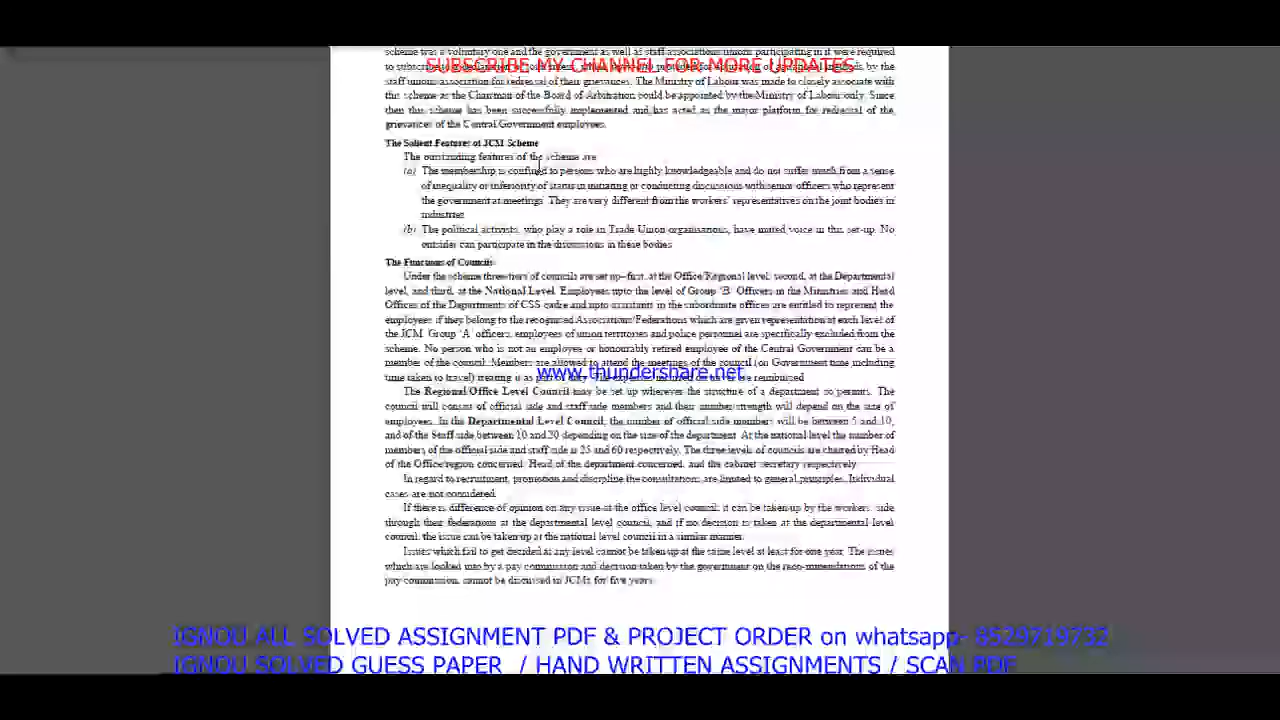 scheme was a voluntary one and the government as well as staff associations unions participating in it were required
SUBSCRIBE MY CHANNEL FOR MORE UPDATES
to subscribe to a declaration of methods by the
staff unions/association for redressal of their grievances. The Ministry of Labour was made to closely associate with
this scheme as the Chairman of the Board of Arbitration could be appointed by the Ministry of Labour only. Since
then this scheme has been successfully implemented and has acted as the major platform for redressal of the
grievances of the Central Government employees.
The Salient Features of JCM Scheme
The outstanding features of the scheme are
(a) The membership is confined to persons who are highly knowledgeable and do not suffer much from a sense
of inequality or inferiority of status in initiating or conducting discussions with senior officers who represent
the government at meetings. They are very different from the workers' representatives on the joint bodies in
industries
(b) The political activists, who play a role in Trade Union organisations, have muted voice in this set-up. No
outsider can participate in the discussions in these bodies
The Functions of Councils
Under the scheme three-tiers of councils are set up–first, at the Office/Regional level; second, at the Departmental
level, and third, at the National Level. Employees upto the level of Group 'B' Officers in the Ministries and Head
Offices of the Departments of CSS cadre and upto assistants in the subordinate offices are entitled to represent the
employees if they belong to the recognised Associations/Federations which are given representation at each level of
the JCM. Group 'A' officers, employees of union territories and police personnel are specifically excluded from the
scheme. No person who is not an employee or honourably retired employee of the Central Government can be a
member of the council. Members are allowed to attend the meetings of the council (on Government time including
www.thundershare.net
time taken to travel) treating it as part of duty. The expenses incurred be reimbursed
The Regional/Office Level Council may be set up wherever the structure of a department so permits. The
council will consist of official side and staff side members and their number/strength will depend on the size of
employees. In the Departmental Level Council, the number of official side members will be between 5 and 10,
and of the Staff side between 10 and 20 depending on the size of the department. At the national level the number of
members of the official side and staff side is 25 and 60 respectively. The three levels of councils are chaired by Head
of the Office/region concerned, Head of the department concerned, and the cabinet secretary respectively
In regard to recruitment, promotion and discipline the consultations are limited to general principles. Individual
cases are not considered.
If there is difference of opinion on any issue at the office level council, it can be taken up by the workers' side
through their federations at the departmental level council, and if no decision is taken at the departmental level
council, the issue can be taken up at the national level council in a similar manner.
Issues which fail to get decided at any level cannot be taken up at the same level at least for one year. The issues
which are looked into by a pay commission and decision taken by the government on the reco-mmendations of the
pay commission, cannot be discussed in JCMs for five years
IGNOU ALL SOLVED ASSIGNMENT PDF & PROJECT ORDER on whatsapp- 8529719732
IGNOU SOLVED GUESS PAPER / HAND WRITTEN ASSIGNMENTS / SCAN PDF